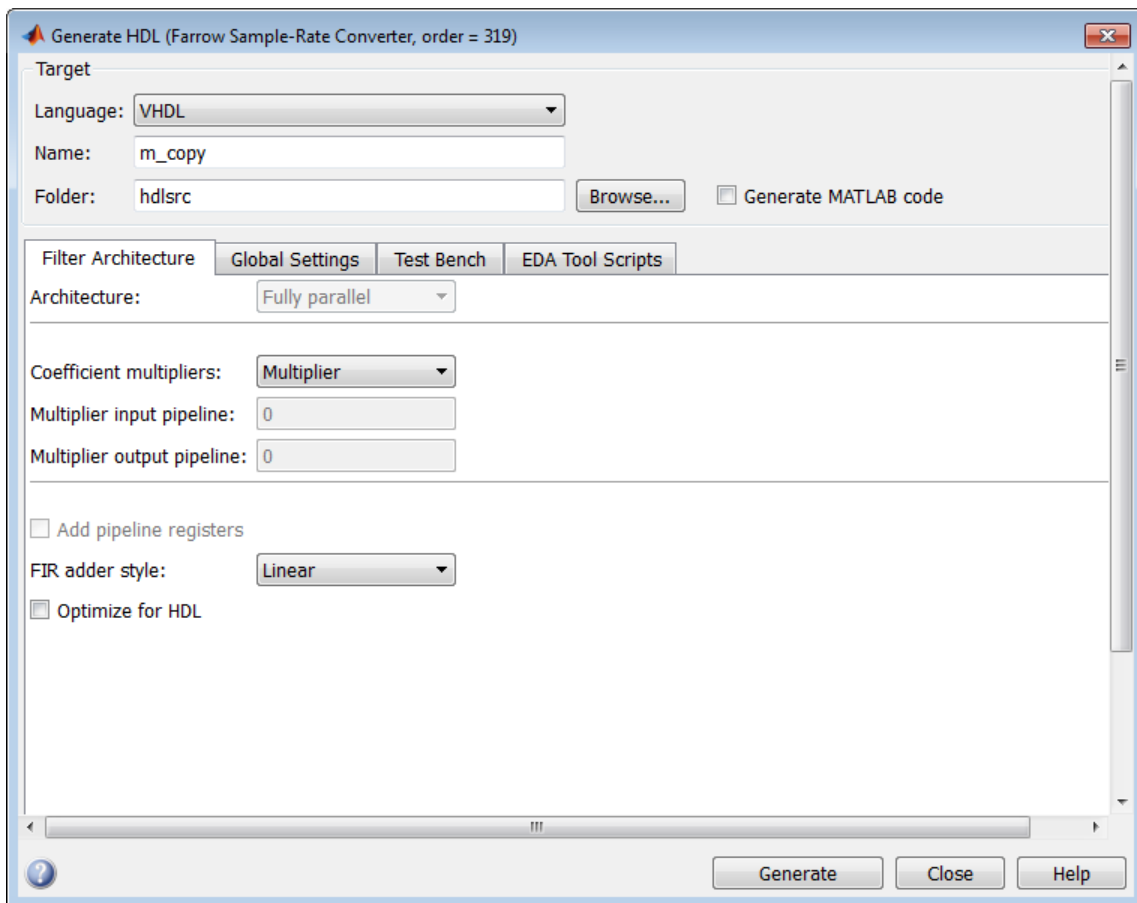 Generate HDL (Farrow Sample-Rate Converter, order = 319)
Target
Language: VHDL
Name: m_copy
Folder: hdlsrc Browse... Generate MATLAB code
Filter Architecture Global Settings Test Bench EDA Tool Scripts
Architecture: Fully parallel
Coefficient multipliers: Multiplier
Multiplier input pipeline: 0
Multiplier output pipeline: 0
Add pipeline registers
FIR adder style: Linear
Optimize for HDL
? Generate Close Help